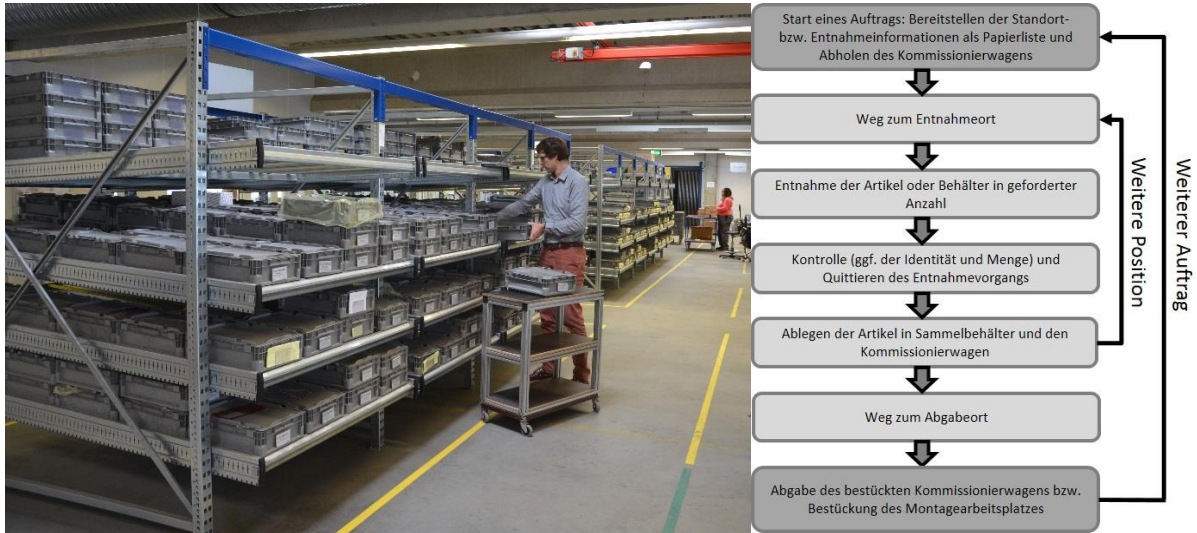 Start eines Auftrags: Bereitstellen der Standort-
bzw. Entnahmeinformationen als Papierliste und
Abholen des Kommissionierwagens
Weg zum Entnahmeort
Entnahme der Artikel oder Behälter in geforderter
Anzahl
Kontrolle (ggf. der Identität und Menge) und
Quittieren des Entnahmevorgangs
Ablegen der Artikel in Sammelbehälter und den
Kommissionierwagen
Weg zum Abgabeort
Abgabe des bestückten Kommissionierwagens bzw.
Bestückung des Montagearbeitsplatzes
Weitere Position
Weiterer Auftrag